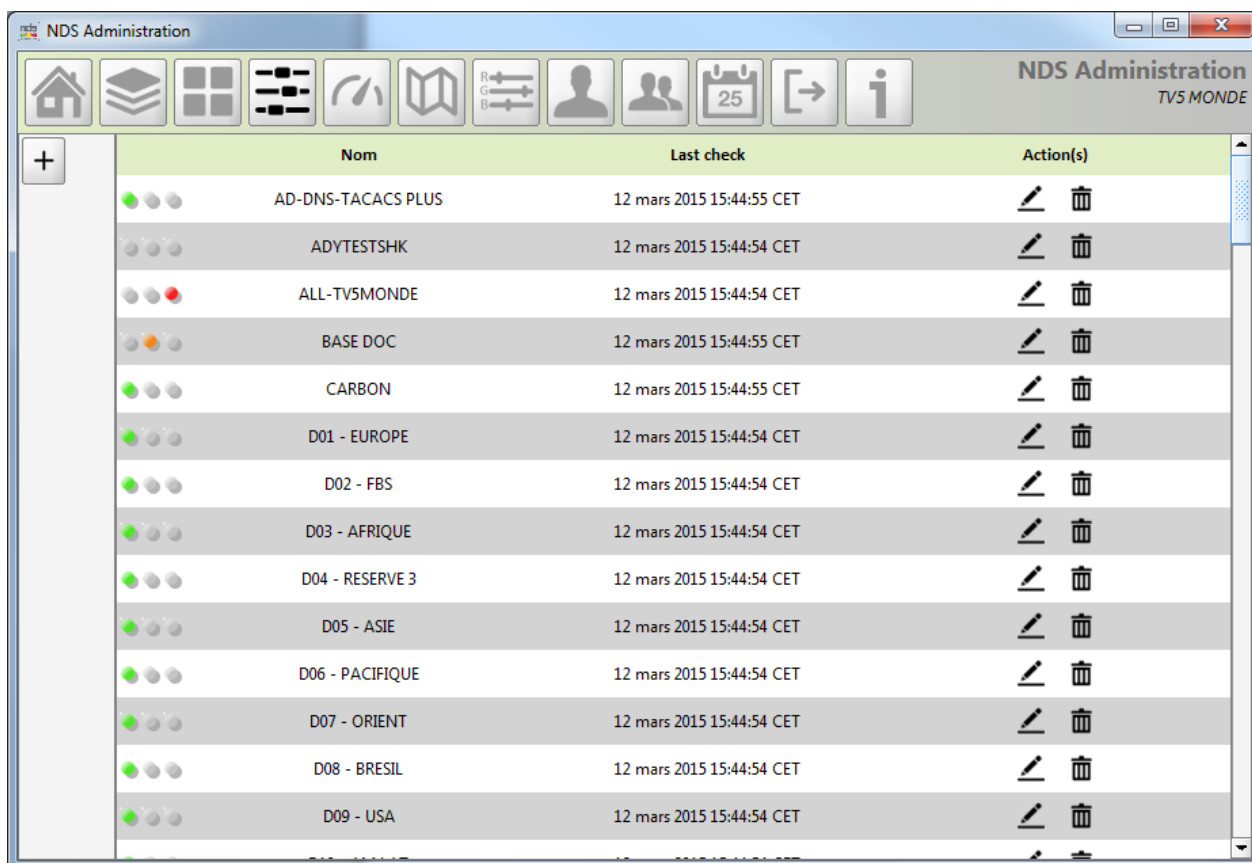 NDS Administration
NDS Administration
TV5 MONDE
R
G
B
25
Nom Last check Action(s)
AD-DNS-TACACS PLUS 12 mars 2015 15:44:55 CET
ADYTESTSHK 12 mars 2015 15:44:54 CET
ALL-TV5MONDE 12 mars 2015 15:44:54 CET
BASE DOC 12 mars 2015 15:44:55 CET
CARBON 12 mars 2015 15:44:55 CET
D01 - EUROPE 12 mars 2015 15:44:54 CET
D02 - FBS 12 mars 2015 15:44:54 CET
D03 - AFRIQUE 12 mars 2015 15:44:54 CET
D04 - RESERVE 3 12 mars 2015 15:44:54 CET
D05 - ASIE 12 mars 2015 15:44:54 CET
D06 - PACIFIQUE 12 mars 2015 15:44:54 CET
D07 - ORIENT 12 mars 2015 15:44:54 CET
D08 - BRESIL 12 mars 2015 15:44:54 CET
D09 - USA 12 mars 2015 15:44:54 CET